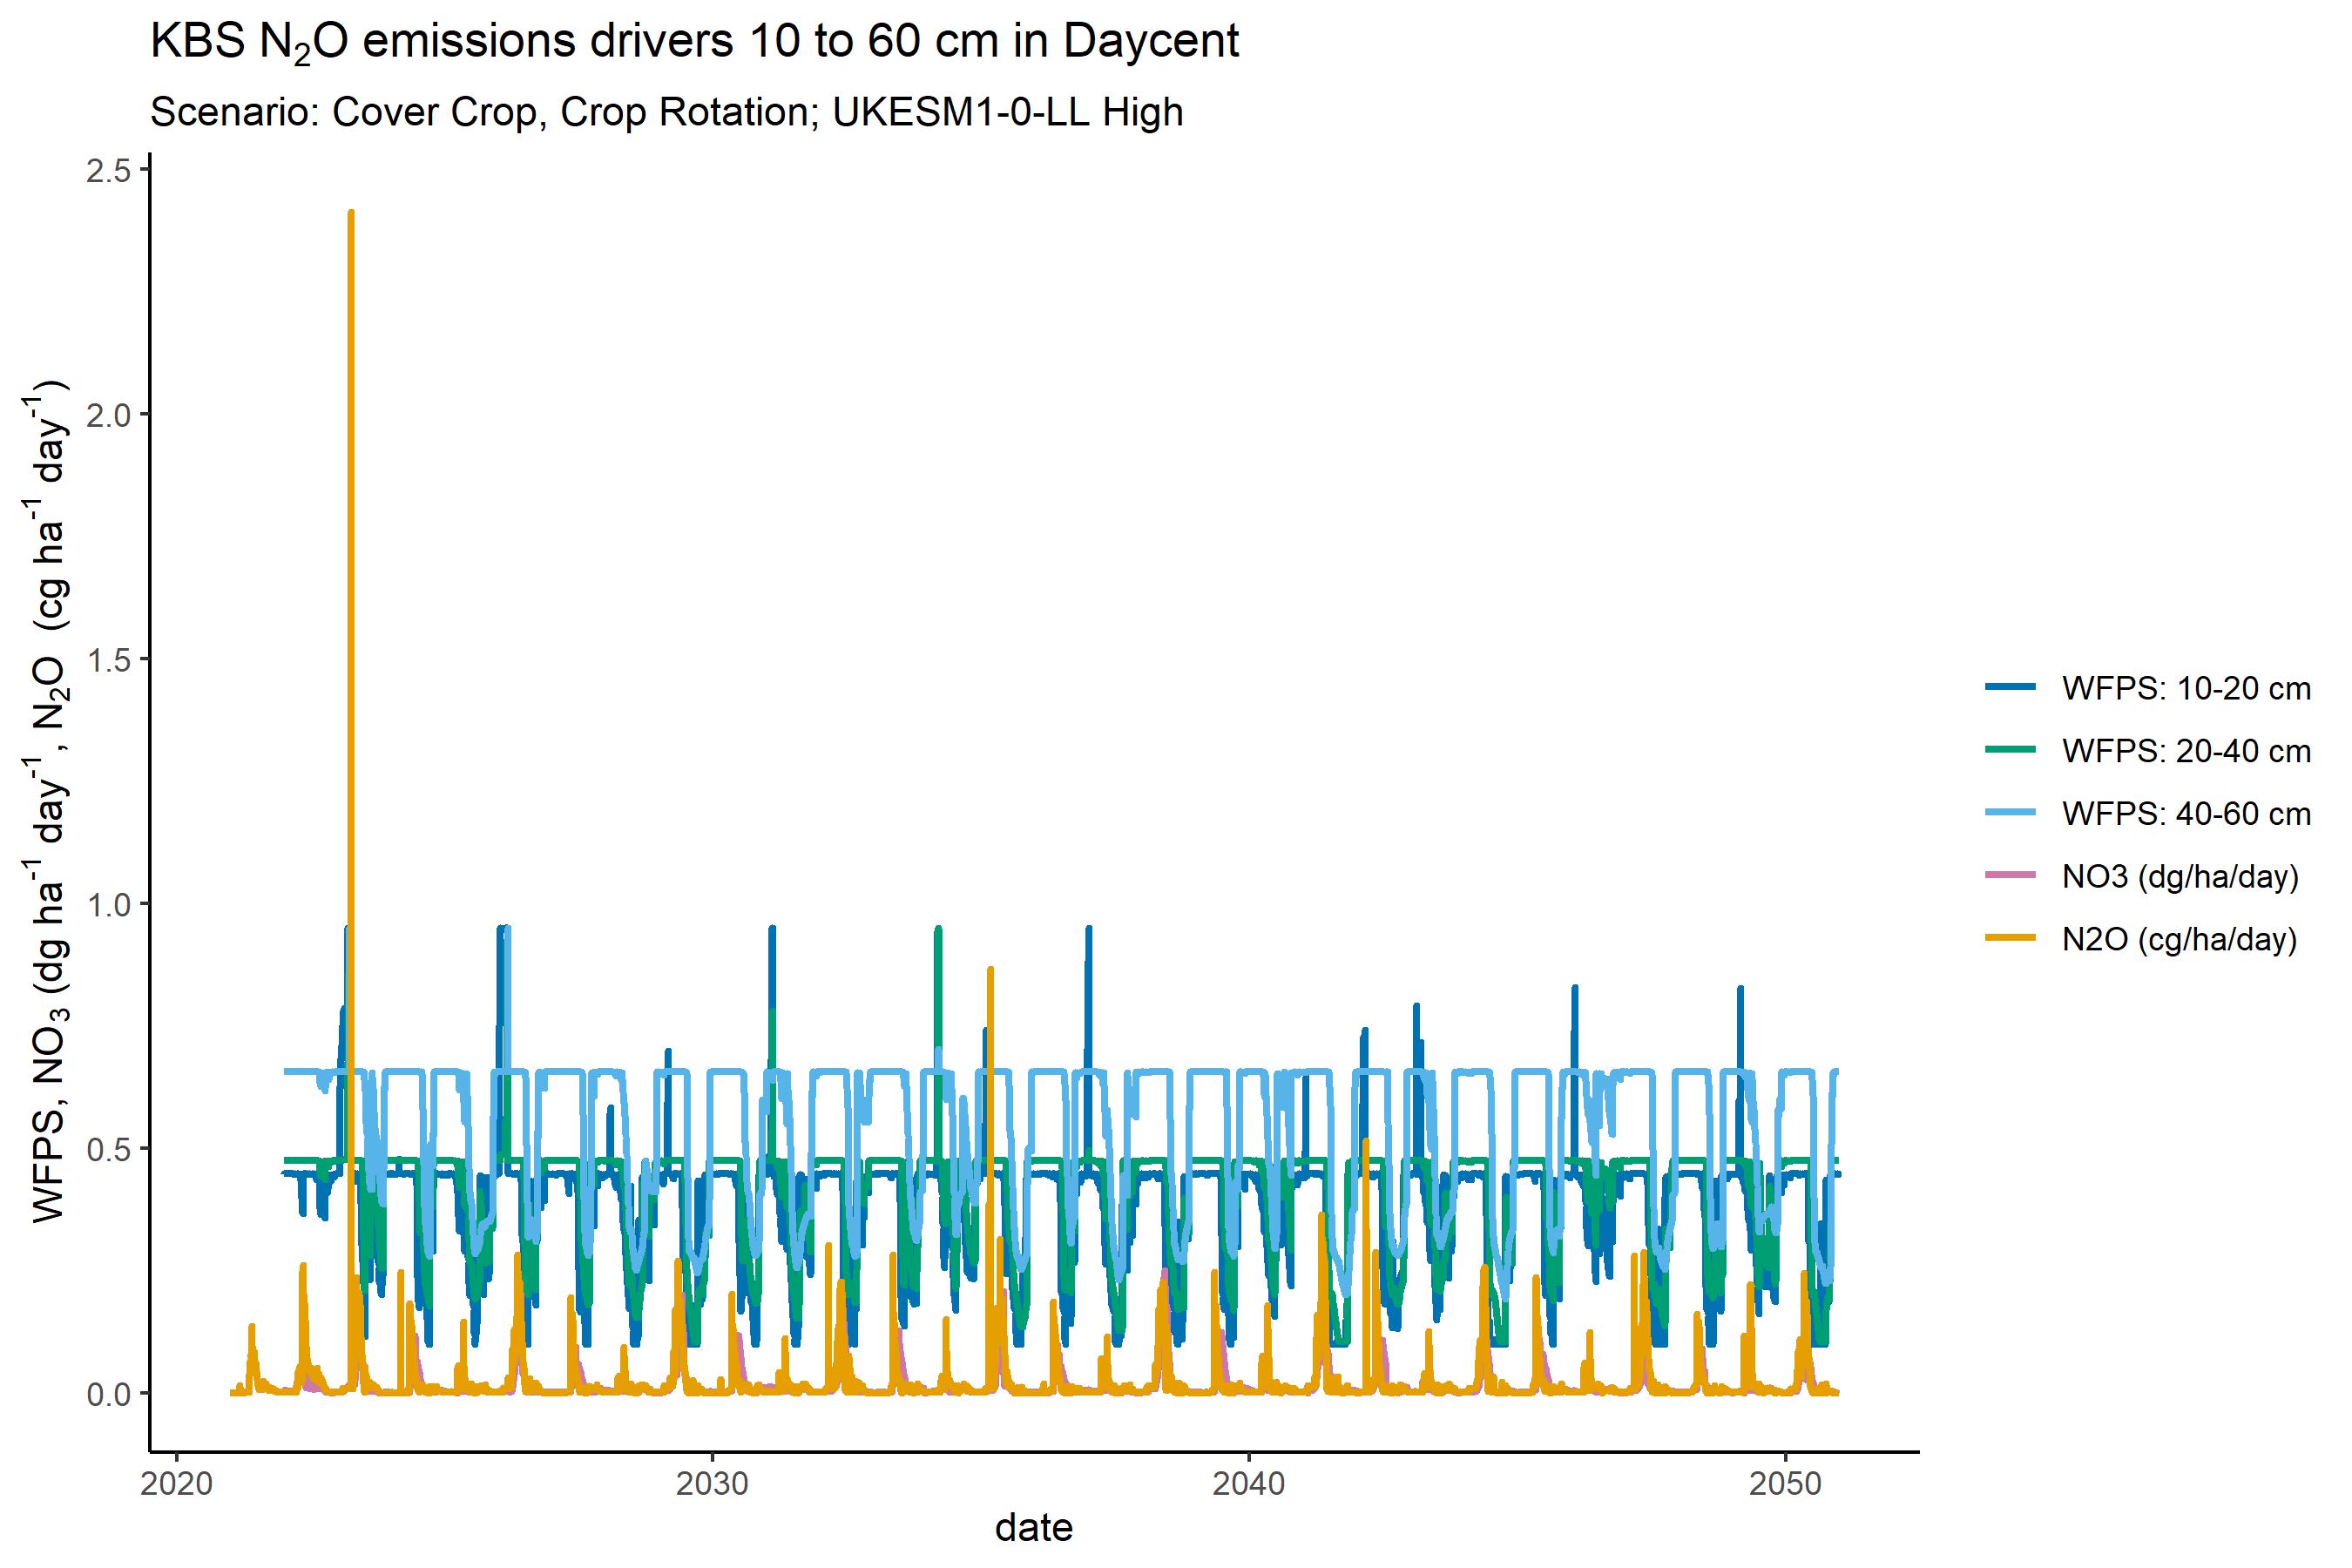 KBS N₂O emissions drivers 10 to 60 cm in Daycent
Scenario: Cover Crop, Crop Rotation; UKESM1-0-LL High
WFPS, NO₃ (dg ha⁻¹ day⁻¹, N₂O (cg ha⁻¹ day⁻¹)
2.5
2.0
1.5
1.0
0.5
0.0
2020
2030
2040
2050
date
WFPS: 10-20 cm
WFPS: 20-40 cm
WFPS: 40-60 cm
NO3 (dg/ha/day)
N2O (cg/ha/day)